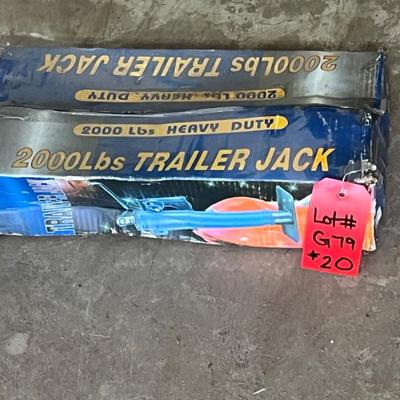 2000Lbs TRAILER JACK
2000 Lbs HEAVY DUTY
2000 Lbs HEAVY DUTY
2000Lbs TRAILER JACK
Lot#
G79
$20